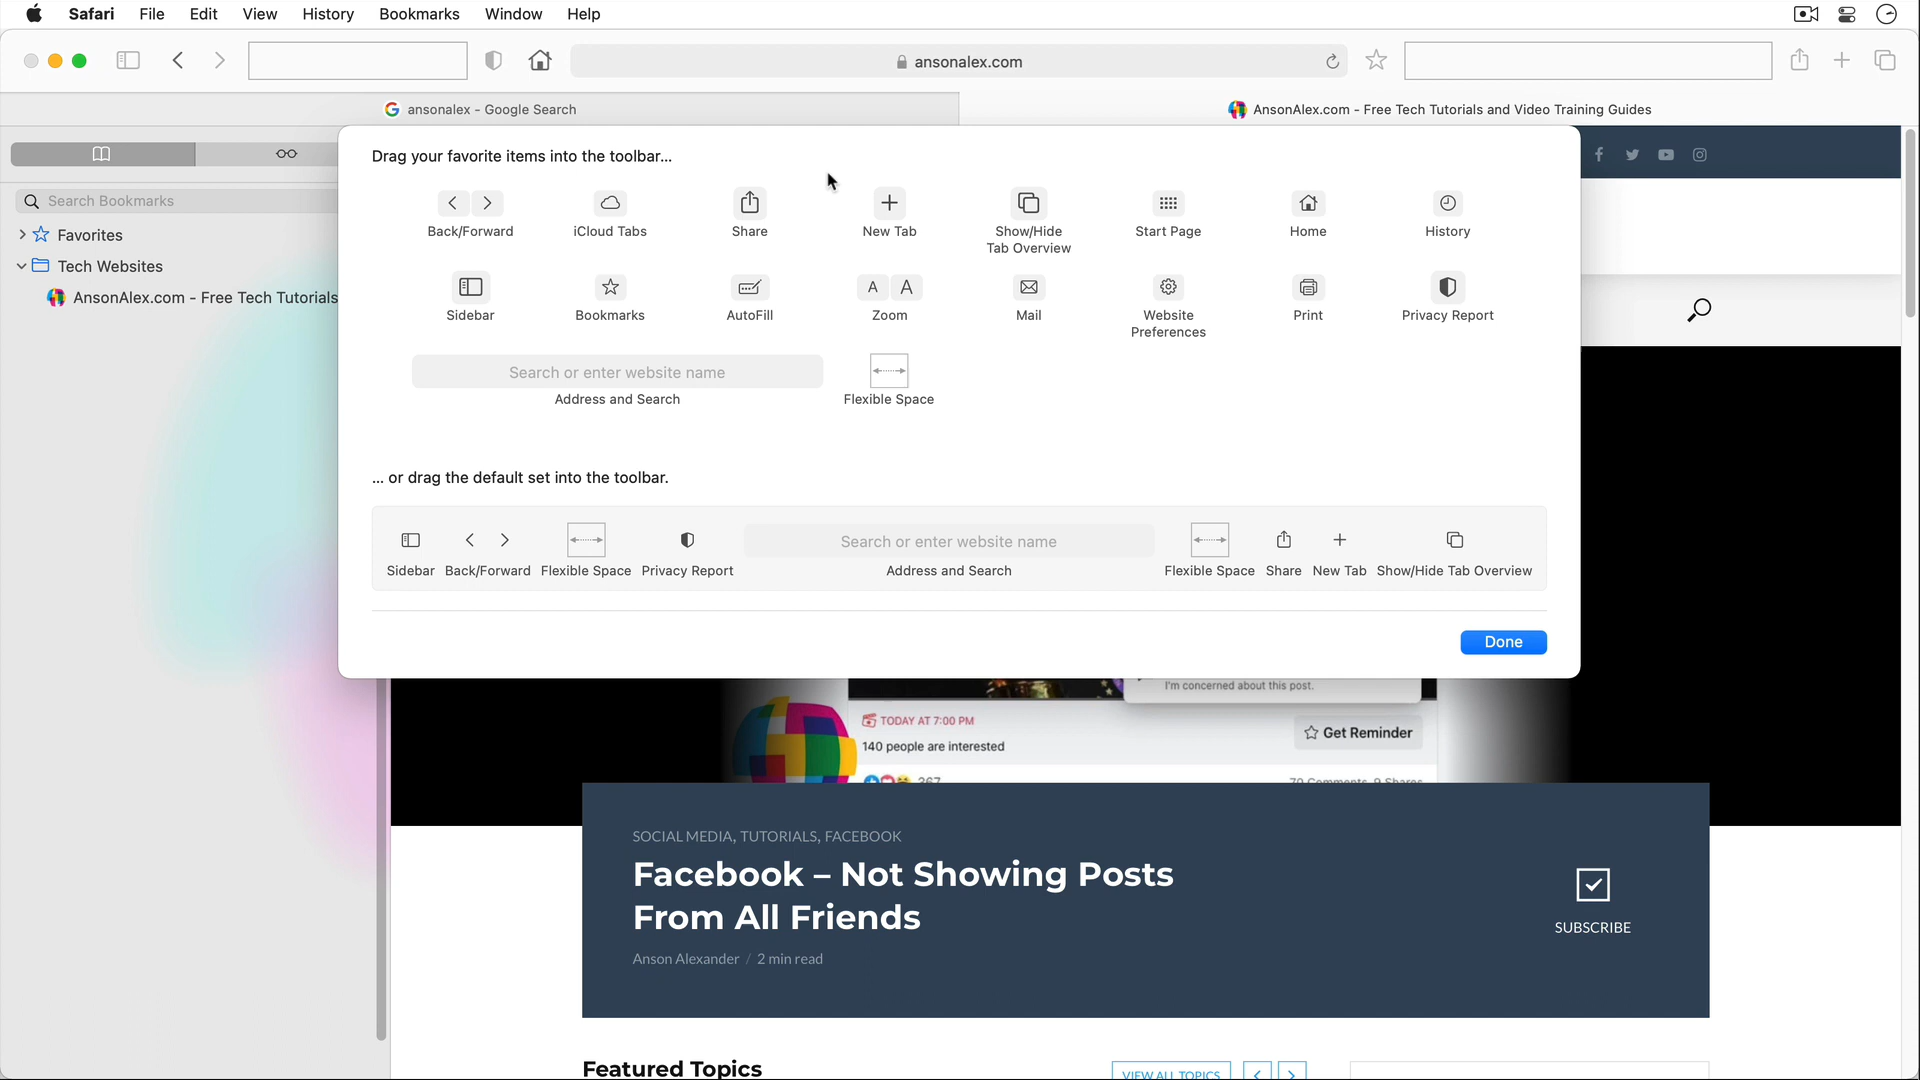 Safari File Edit View History Bookmarks Window Help
ansonalex.com
ansonalex - Google Search
AnsonAlex.com - Free Tech Tutorials and Video Training Guides
Search Bookmarks
Favorites
Tech Websites
AnsonAlex.com - Free Tech Tutorials
Drag your favorite items into the toolbar...
Back/Forward
iCloud Tabs
Share
New Tab
Show/Hide
Tab Overview
Start Page
Home
History
Sidebar
Bookmarks
AutoFill
A A
Zoom
Mail
Website
Preferences
Print
Privacy Report
Search or enter website name
Address and Search
Flexible Space
... or drag the default set into the toolbar.
Search or enter website name
Sidebar Back/Forward Flexible Space Privacy Report Address and Search Flexible Space Share New Tab Show/Hide Tab Overview
Done
I'm concerned about this post.
TODAY AT 7:00 PM
140 people are interested
Get Reminder
367
70 Comments 9 Shares
SOCIAL MEDIA, TUTORIALS, FACEBOOK
Facebook – Not Showing Posts
From All Friends
Anson Alexander / 2 min read
SUBSCRIBE
Featured Topics
VIEW ALL TOPICS